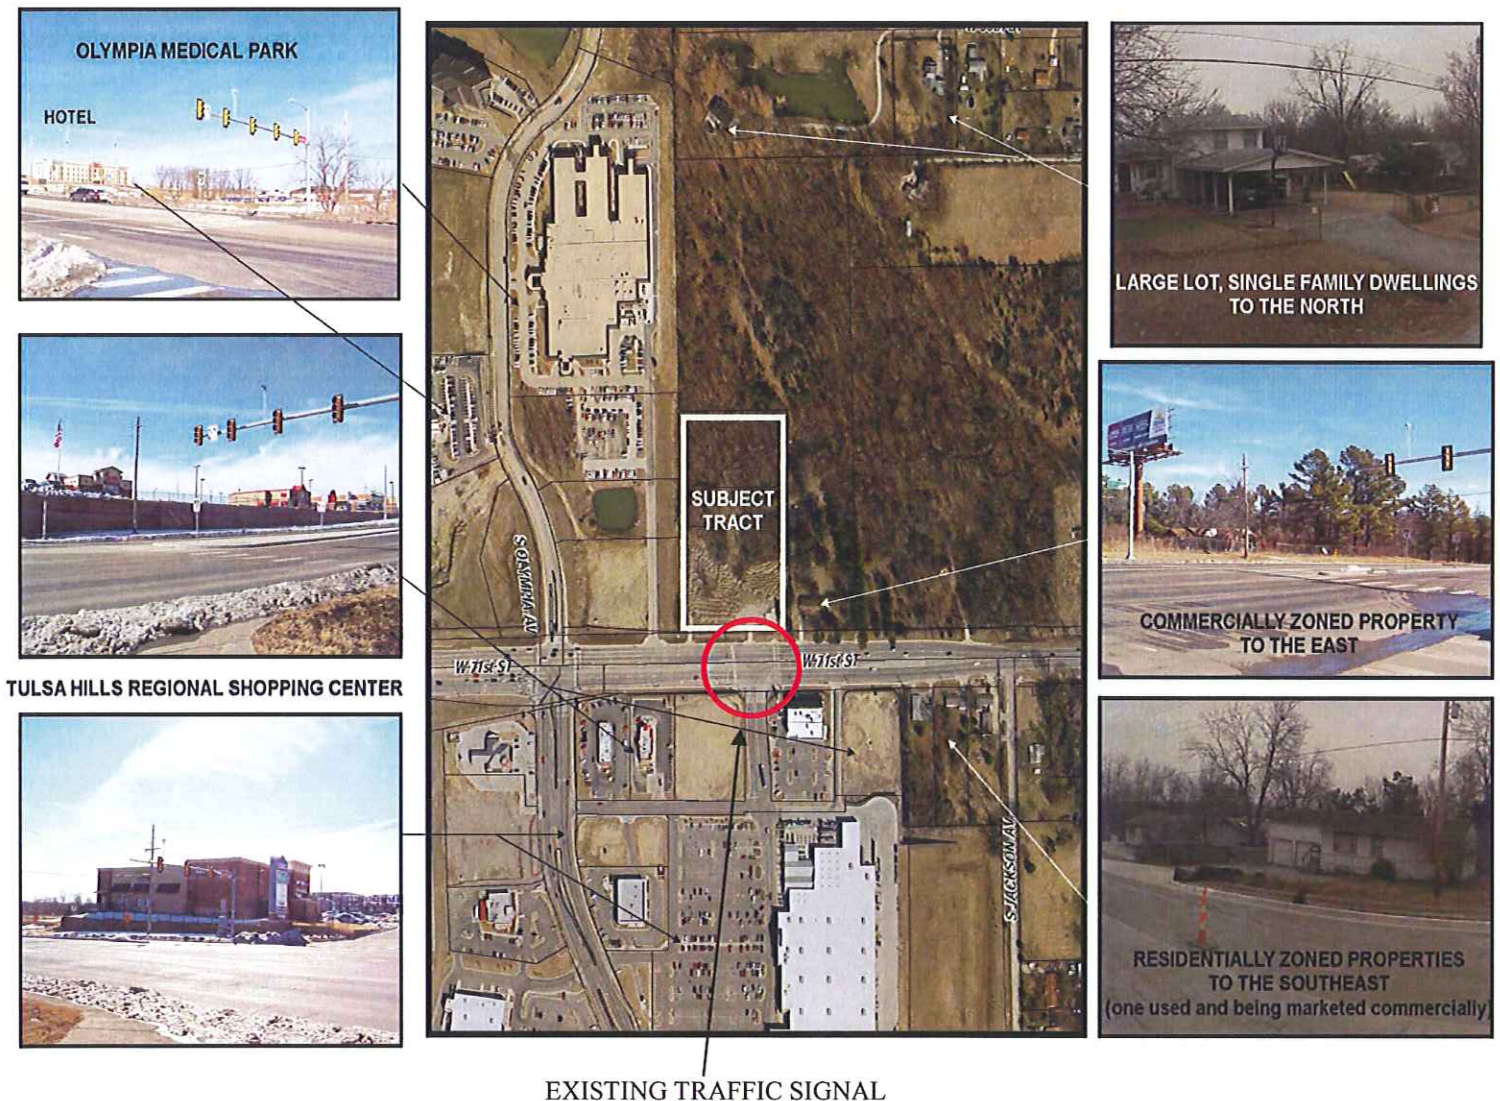 OLYMPIA MEDICAL PARK
HOTEL
TULSA HILLS REGIONAL SHOPPING CENTER
SUBJECT
TRACT
S OLYMPIA AV
W 71st ST
W 71st ST
S JACKSON AV
LARGE LOT, SINGLE FAMILY DWELLINGS
TO THE NORTH
COMMERCIALLY ZONED PROPERTY
TO THE EAST
RESIDENTIALLY ZONED PROPERTIES
TO THE SOUTHEAST
(one used and being marketed commercially)
EXISTING TRAFFIC SIGNAL